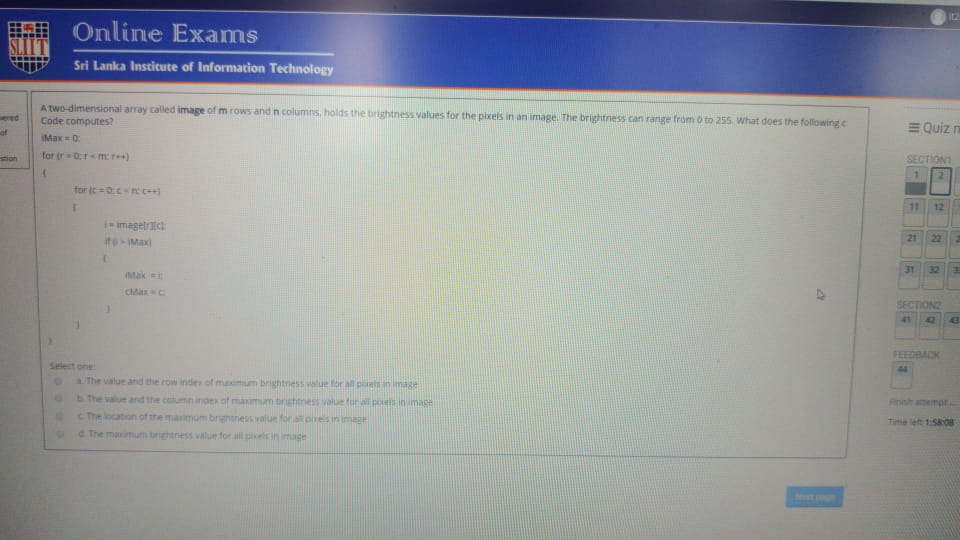 SLIIT
Online Exams
Sri Lanka Institute of Information Technology
it2
wered
of
stion
A two-dimensional array called image of m rows and n columns, holds the brightness values for the pixels in an image. The brightness can range from 0 to 255. What does the following c
Code computes?
iMax = 0;
for (r = 0; r < m; r++)
{
for (c = 0; c < n; c++)
{
i = image[r][c];
if (i > iMax)
{
iMax = i;
cMax = c;
}
}
}
Select one:
a. The value and the row index of maximum brightness value for all pixels in image
b. The value and the column index of maximum brightness value for all pixels in image
c. The location of the maximum brightness value for all pixels in image
d. The maximum brightness value for all pixels in image
Next page
Quiz n
SECTION1
1 2
11 12
21 22 2
31 32 3
SECTION2
41 42 43
FEEDBACK
44
Finish attempt ...
Time left 1:58:08